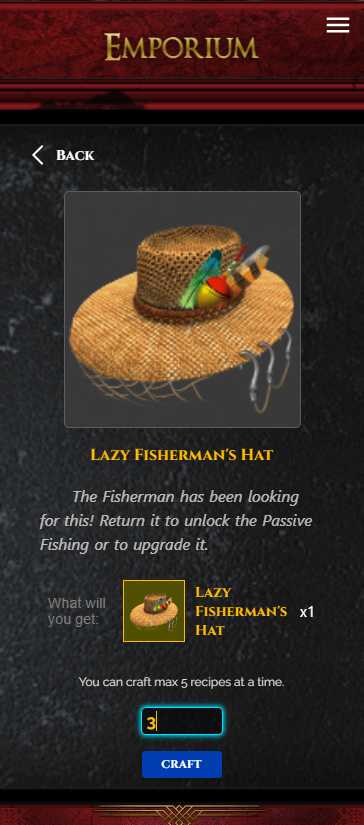 Emporium
Back
Lazy Fisherman's Hat
The Fisherman has been looking
for this! Return it to unlock the Passive
Fishing or to upgrade it.
What will
you get:
Lazy
Fisherman's
Hat
x1
You can craft max 5 recipes at a time.
3
CRAFT